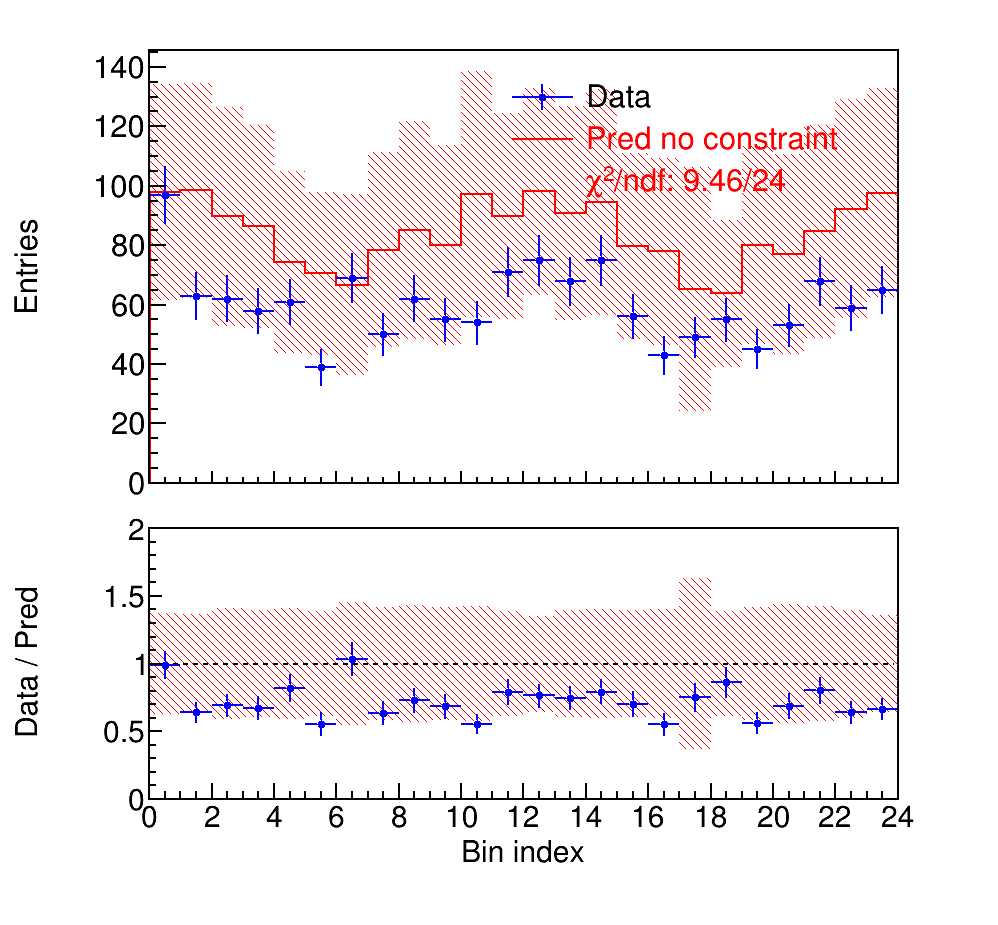 140
120
100
80
60
40
20
0
Entries
Data
Pred no constraint
χ²/ndf: 9.46/24
2
1.5
1
0.5
0
Data / Pred
0 2 4 6 8 10 12 14 16 18 20 22 24
Bin index